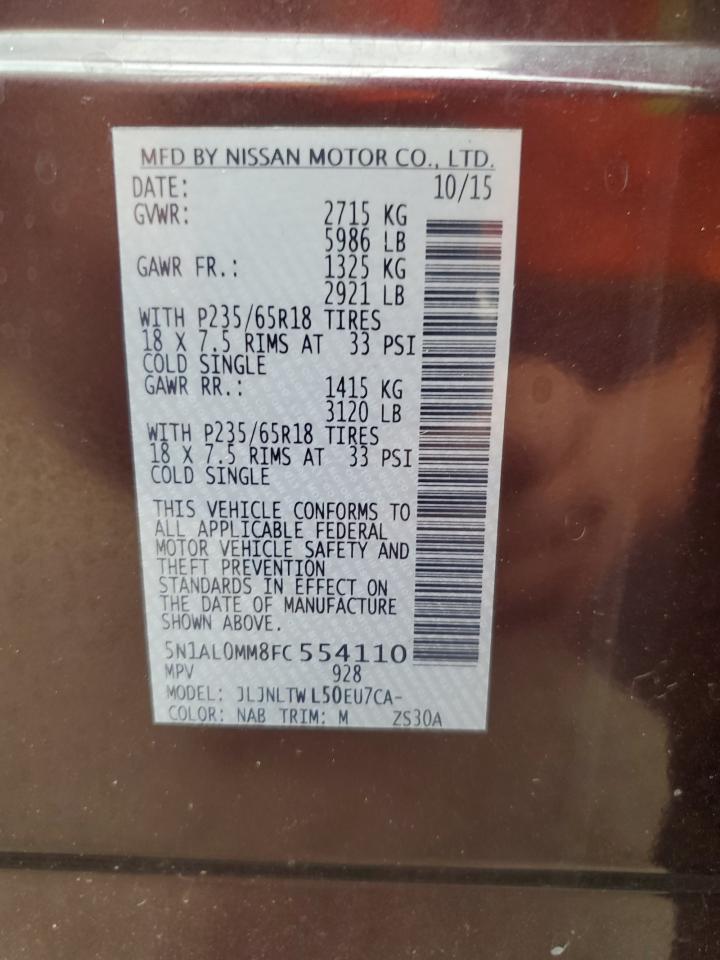 MFD BY NISSAN MOTOR CO., LTD.
DATE: 10/15
GVWR: 2715 KG
5986 LB
GAWR FR.: 1325 KG
2921 LB
WITH P235/65R18 TIRES
18 X 7.5 RIMS AT 33 PSI
COLD SINGLE
GAWR RR.: 1415 KG
3120 LB
WITH P235/65R18 TIRES
18 X 7.5 RIMS AT 33 PSI
COLD SINGLE
THIS VEHICLE CONFORMS TO
ALL APPLICABLE FEDERAL
MOTOR VEHICLE SAFETY AND
THEFT PREVENTION
STANDARDS IN EFFECT ON
THE DATE OF MANUFACTURE
SHOWN ABOVE.
5N1AL0MM8FC 554110
MPV 928
MODEL: JLJNLTWL50EU7CA-
COLOR: NAB TRIM: M ZS30A